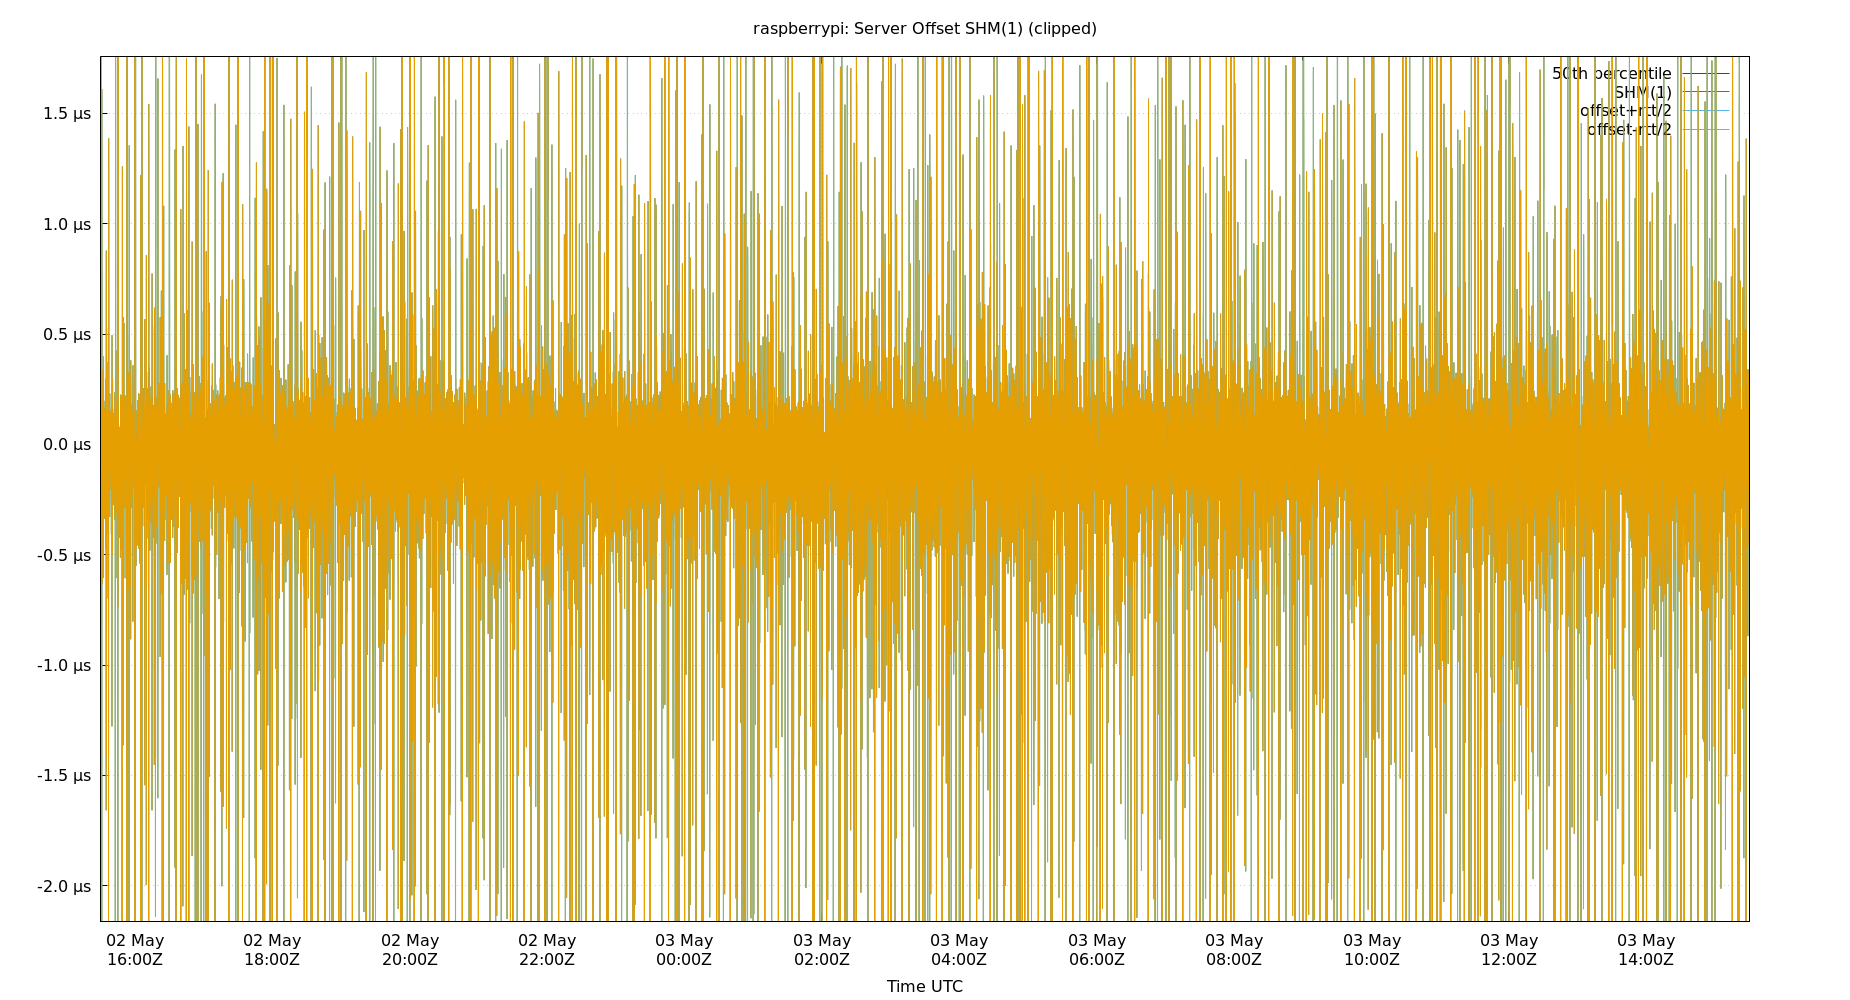 raspberrypi: Server Offset SHM(1) (clipped)
50th percentile
SHM(1)
offset+rtt/2
offset-rtt/2
1.5 µs
1.0 µs
0.5 µs
0.0 µs
-0.5 µs
-1.0 µs
-1.5 µs
-2.0 µs
02 May 02 May 02 May 02 May 03 May 03 May 03 May 03 May 03 May 03 May 03 May 03 May
16:00Z 18:00Z 20:00Z 22:00Z 00:00Z 02:00Z 04:00Z 06:00Z 08:00Z 10:00Z 12:00Z 14:00Z
Time UTC